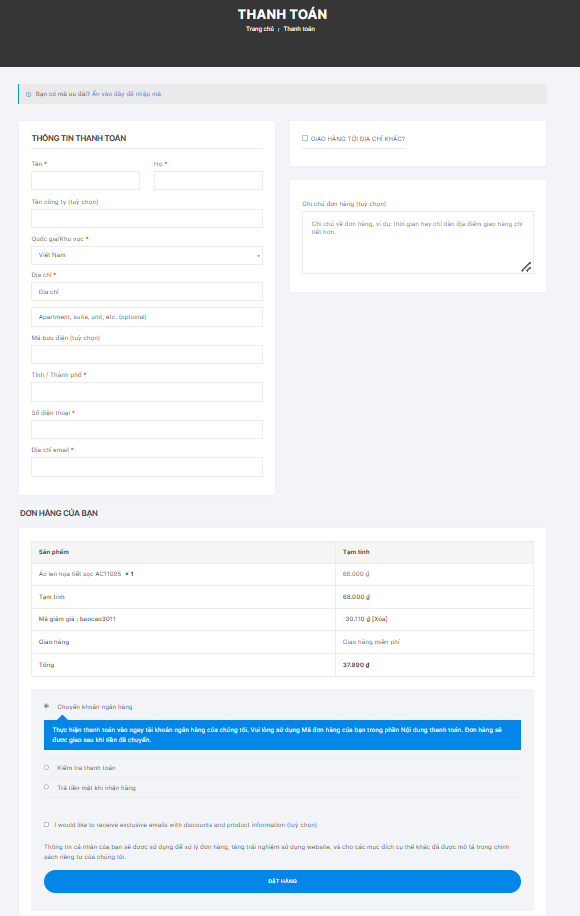 THANH TOÁN
Trang chủ / Thanh toán
Bạn có mã ưu đãi? Ấn vào đây để nhập mã
THÔNG TIN THANH TOÁN
Tên *
Họ *
Tên công ty (tuỳ chọn)
Quốc gia/Khu vực *
Việt Nam
Địa chỉ *
Địa chỉ
Apartment, suite, unit, etc. (optional)
Mã bưu điện (tuỳ chọn)
Tỉnh / Thành phố *
Số điện thoại *
Địa chỉ email *
GIAO HÀNG TỚI ĐỊA CHỈ KHÁC?
Ghi chú đơn hàng (tuỳ chọn)
Ghi chú về đơn hàng, ví dụ: thời gian hay chỉ dẫn địa điểm giao hàng chi
tiết hơn.
ĐƠN HÀNG CỦA BẠN
Sản phẩm Tạm tính
Áo len họa tiết sọc AC11095 × 1 68.000 ₫
Tạm tính 68.000 ₫
Mã giảm giá : baocao3011 -30.110 ₫ [Xóa]
Giao hàng Giao hàng miễn phí
Tổng 37.890 ₫
Chuyển khoản ngân hàng
Thực hiện thanh toán vào ngay tài khoản ngân hàng của chúng tôi. Vui lòng sử dụng Mã đơn hàng của bạn trong phần Nội dung thanh toán. Đơn hàng sẽ
được giao sau khi tiền đã chuyển.
Kiểm tra thanh toán
Trả tiền mặt khi nhận hàng
I would like to receive exclusive emails with discounts and product information (tuỳ chọn)
Thông tin cá nhân của bạn sẽ được sử dụng để xử lý đơn hàng, tăng trải nghiệm sử dụng website, và cho các mục đích cụ thể khác đã được mô tả trong chính
sách riêng tư của chúng tôi.
ĐẶT HÀNG